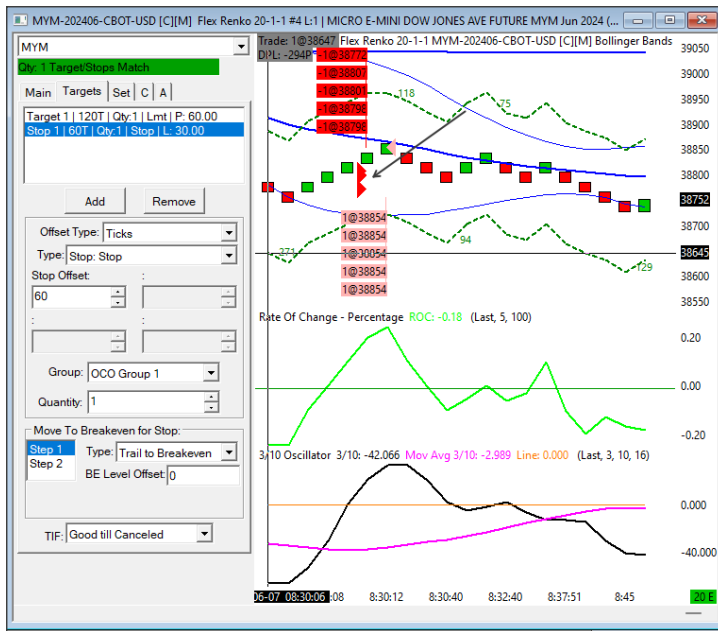 MYM-202406-CBOT-USD [C][M] Flex Renko 20-1-1 #4 L:1 | MICRO E-MINI DOW JONES AVE FUTURE MYM Jun 2024 (...
MYM
Qty: 1 Target/Stops Match
Main Targets Set C A
Target 1 | 120T | Qty:1 | Lmt | P: 60.00
Stop 1 | 60T | Qty:1 | Stop | L: 30.00
Add Remove
Offset Type: Ticks
Type: Stop: Stop
Stop Offset: :
60
: :
Group: OCO Group 1
Quantity: 1
Move To Breakeven for Stop:
Step 1
Step 2
Type: Trail to Breakeven
BE Level Offset: 0
TIF: Good till Canceled
Trade: 1@38647 Flex Renko 20-1-1 MYM-202406-CBOT-USD [C][M] Bollinger Bands
DPL: -294P
-1@38772
-1@38807
-1@38801
-1@38798
-1@38798
118
75
1@38854
1@38854
1@30054
1@38854
1@38854
271
94
129
39050
39000
38950
38900
38850
38800
38752
38700
38645
38600
38550
Rate Of Change - Percentage ROC: -0.18 (Last, 5, 100)
0.20
0.00
-0.20
3/10 Oscillator 3/10: -42.066 Mov Avg 3/10: -2.989 Line: 0.000 (Last, 3, 10, 16)
0.000
-40.000
06-07 08:30:06 :08 8:30:12 8:30:40 8:32:40 8:37:51 8:45 20 E